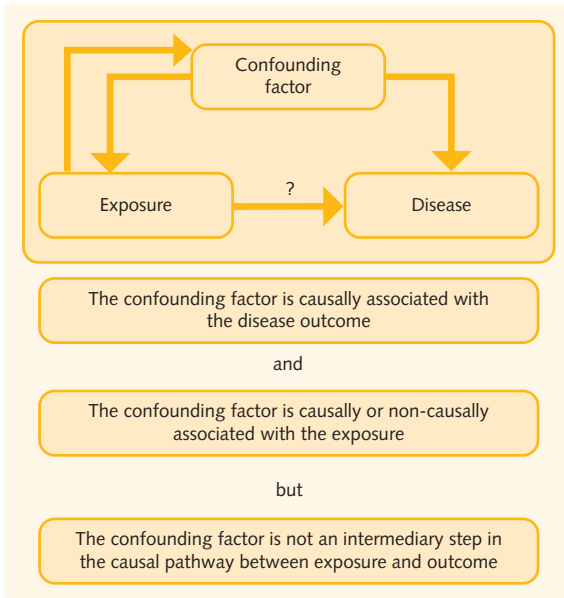 Confounding
factor
?
Exposure
Disease
The confounding factor is causally associated with
the disease outcome
and
The confounding factor is causally or non-causally
associated with the exposure
but
The confounding factor is not an intermediary step in
the causal pathway between exposure and outcome